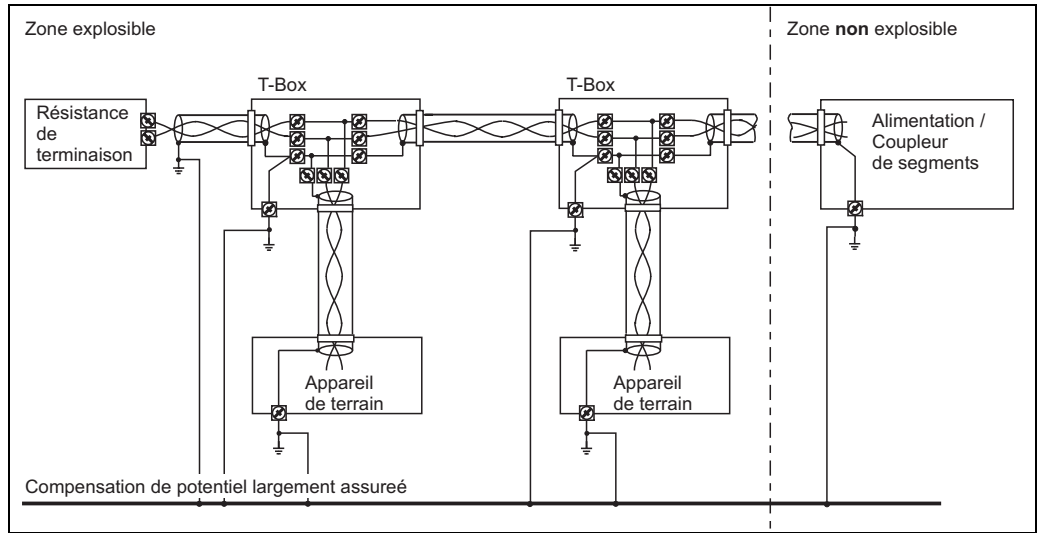 Zone explosible
Zone non explosible
T-Box
T-Box
Résistance
de
terminaison
Alimentation /
Coupleur
de segments
Appareil
de terrain
Appareil
de terrain
Compensation de potentiel largement assureé